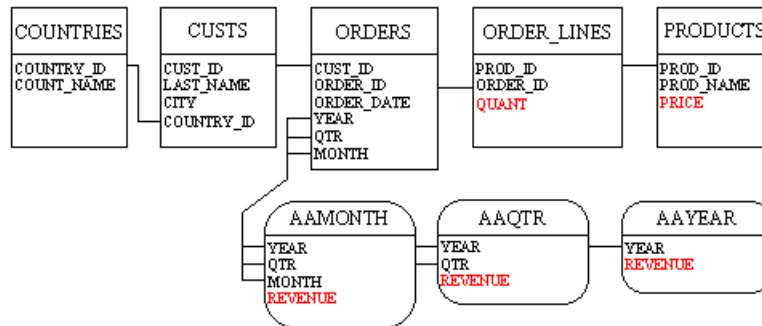 COUNTRIES
COUNTRY_ID
COUNT_NAME
CUSTS
CUST_ID
LAST_NAME
CITY
COUNTRY_ID
ORDERS
CUST_ID
ORDER_ID
ORDER_DATE
YEAR
QTR
MONTH
ORDER_LINES
PROD_ID
ORDER_ID
QUANT
PRODUCTS
PROD_ID
PROD_NAME
PRICE
AAMONTH
YEAR
QTR
MONTH
REVENUE
AAQTR
YEAR
QTR
REVENUE
AAYEAR
YEAR
REVENUE